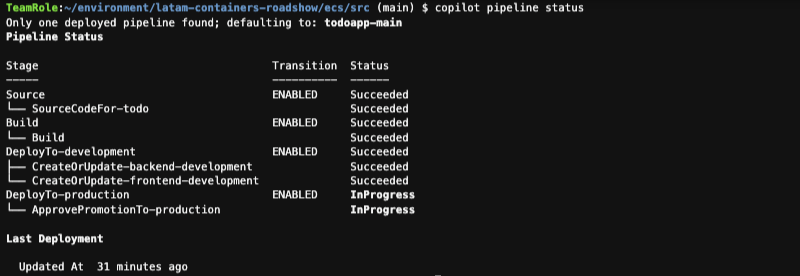 TeamRole:~/environment/latam-containers-roadshow/ecs/src (main) $ copilot pipeline status
Only one deployed pipeline found; defaulting to: todoapp-main
Pipeline Status
Stage Transition Status
----- ---------- ------
Source ENABLED Succeeded
└── SourceCodeFor-todo Succeeded
Build ENABLED Succeeded
└── Build Succeeded
DeployTo-development ENABLED Succeeded
├── CreateOrUpdate-backend-development Succeeded
└── CreateOrUpdate-frontend-development Succeeded
DeployTo-production ENABLED InProgress
└── ApprovePromotionTo-production InProgress
Last Deployment
Updated At 31 minutes ago